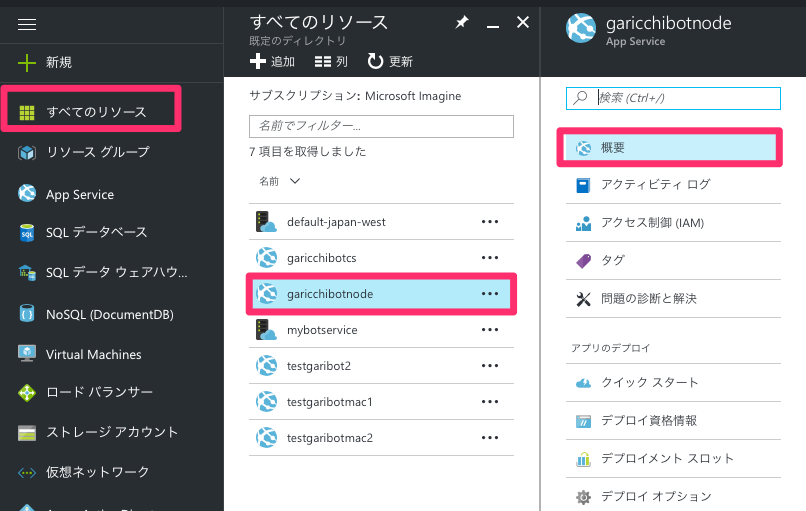 新規
すべてのリソース
リソース グループ
App Service
SQL データベース
SQL データ ウェアハウ...
NoSQL (DocumentDB)
Virtual Machines
ロード バランサー
ストレージ アカウント
仮想ネットワーク
すべてのリソース
既定のディレクトリ
追加
列
更新
サブスクリプション: Microsoft Imagine
名前でフィルター...
7 項目を取得しました
名前
default-japan-west
garicchibotcs
garicchibotnode
mybotservice
testgaribot2
testgaribotmac1
testgaribotmac2
garicchibotnode
App Service
検索 (Ctrl+/)
概要
アクティビティ ログ
アクセス制御 (IAM)
タグ
問題の診断と解決
アプリのデプロイ
クイック スタート
デプロイ資格情報
デプロイメント スロット
デプロイ オプション